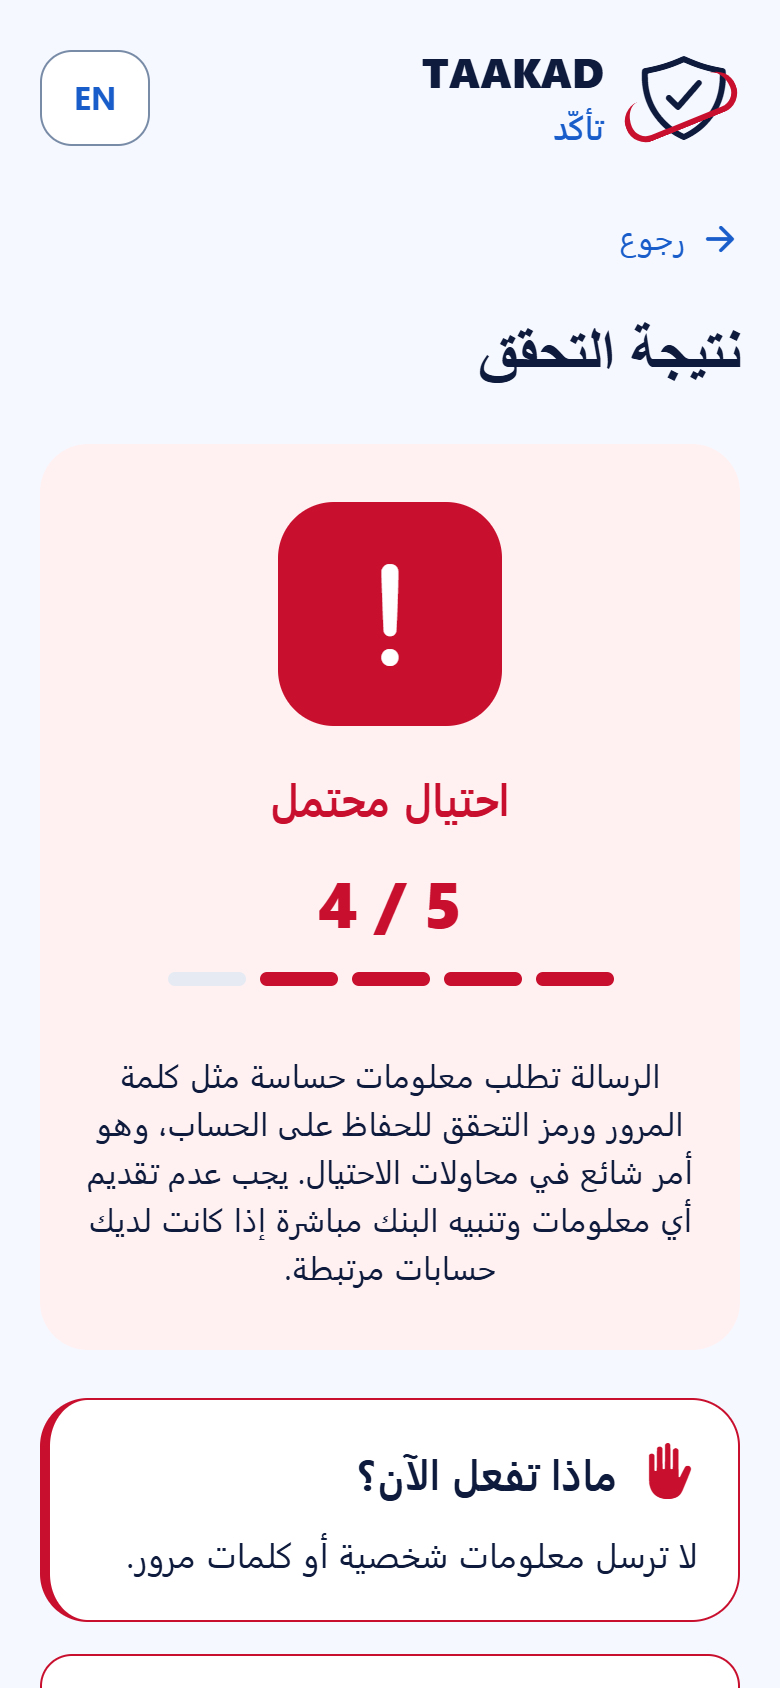 TAAKAD
تأكّد
EN
رجوع
نتيجة التحقق
احتيال محتمل
4 / 5
الرسالة تطلب معلومات حساسة مثل كلمة
المرور ورمز التحقق للحفاظ على الحساب، وهو
أمر شائع في محاولات الاحتيال. يجب عدم تقديم
أي معلومات وتنبيه البنك مباشرة إذا كانت لديك
حسابات مرتبطة.
ماذا تفعل الآن؟
لا ترسل معلومات شخصية أو كلمات مرور.